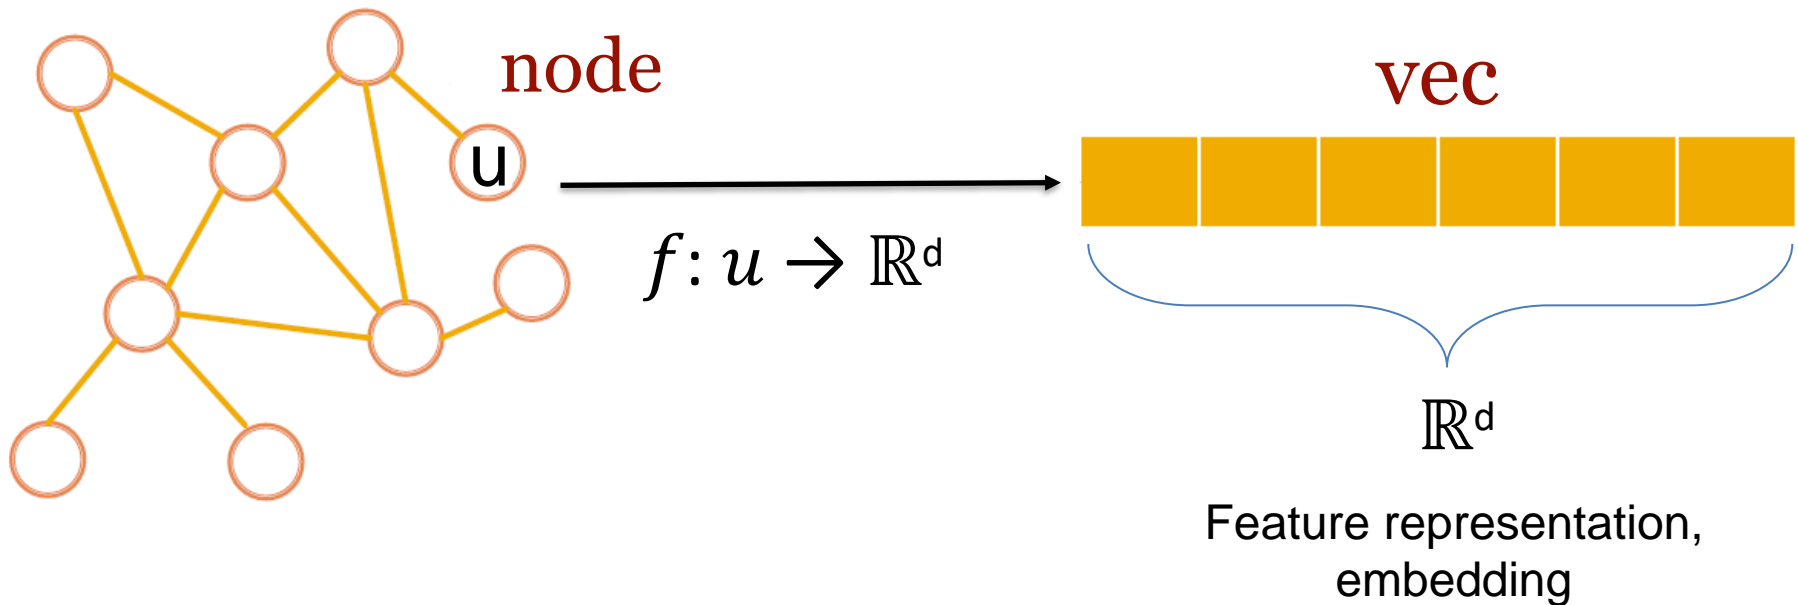 node
vec
u
f: u → ℝᵈ
ℝᵈ
Feature representation,
embedding